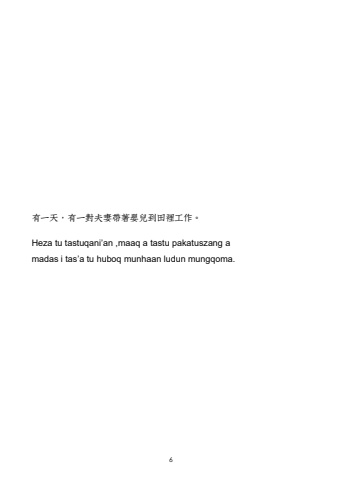 有一天，有一對夫妻帶著嬰兒到田裡工作。
Heza tu tastuqani'an ,maaq a tastu pakatuszang a
madas i tas'a tu huboq munhaan ludun mungqoma.
6